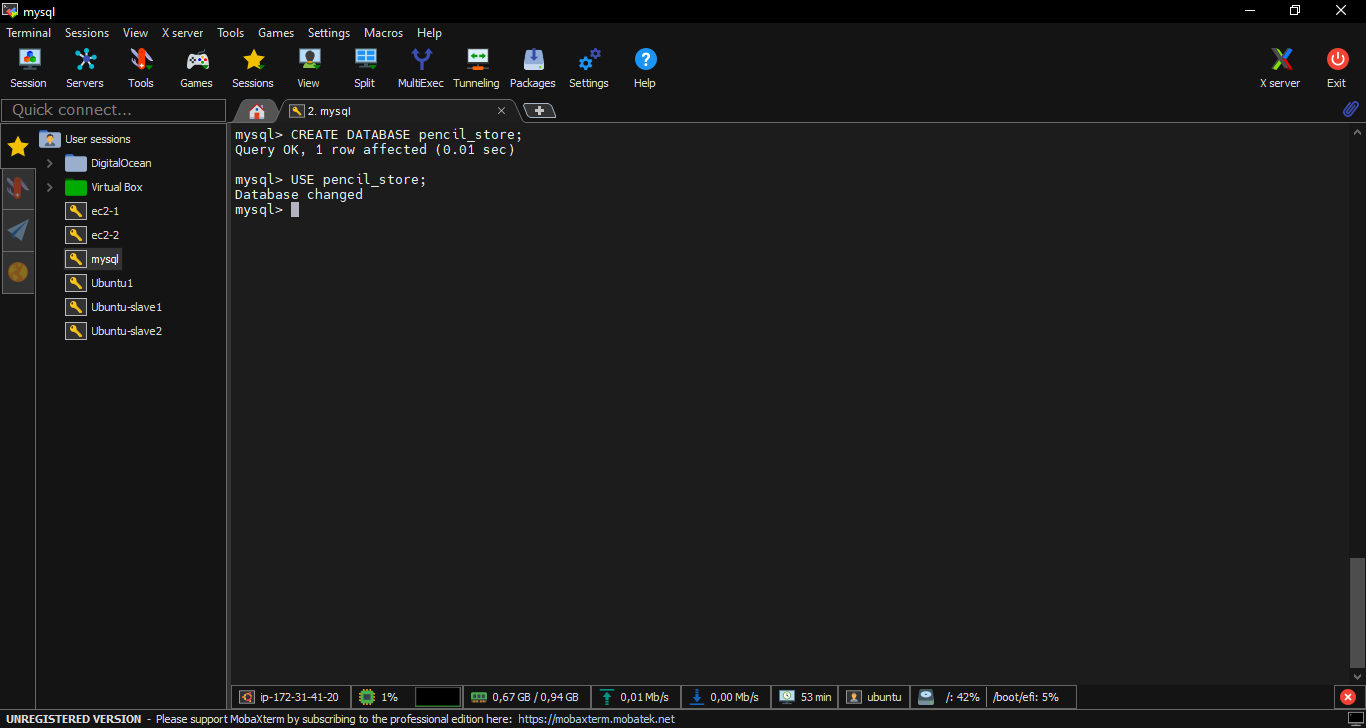 mysql
Terminal Sessions View X server Tools Games Settings Macros Help
Session Servers Tools Games Sessions View Split MultiExec Tunneling Packages Settings Help X server Exit
Quick connect...
2. mysql
User sessions
DigitalOcean
Virtual Box
ec2-1
ec2-2
mysql
Ubuntu1
Ubuntu-slave1
Ubuntu-slave2
mysql> CREATE DATABASE pencil_store;
Query OK, 1 row affected (0.01 sec)
mysql> USE pencil_store;
Database changed
mysql>
ip-172-31-41-20 1% 0,67 GB / 0,94 GB 0,01 Mb/s 0,00 Mb/s 53 min ubuntu /: 42% /boot/efi: 5%
UNREGISTERED VERSION - Please support MobaXterm by subscribing to the professional edition here: https://mobaxterm.mobatek.net